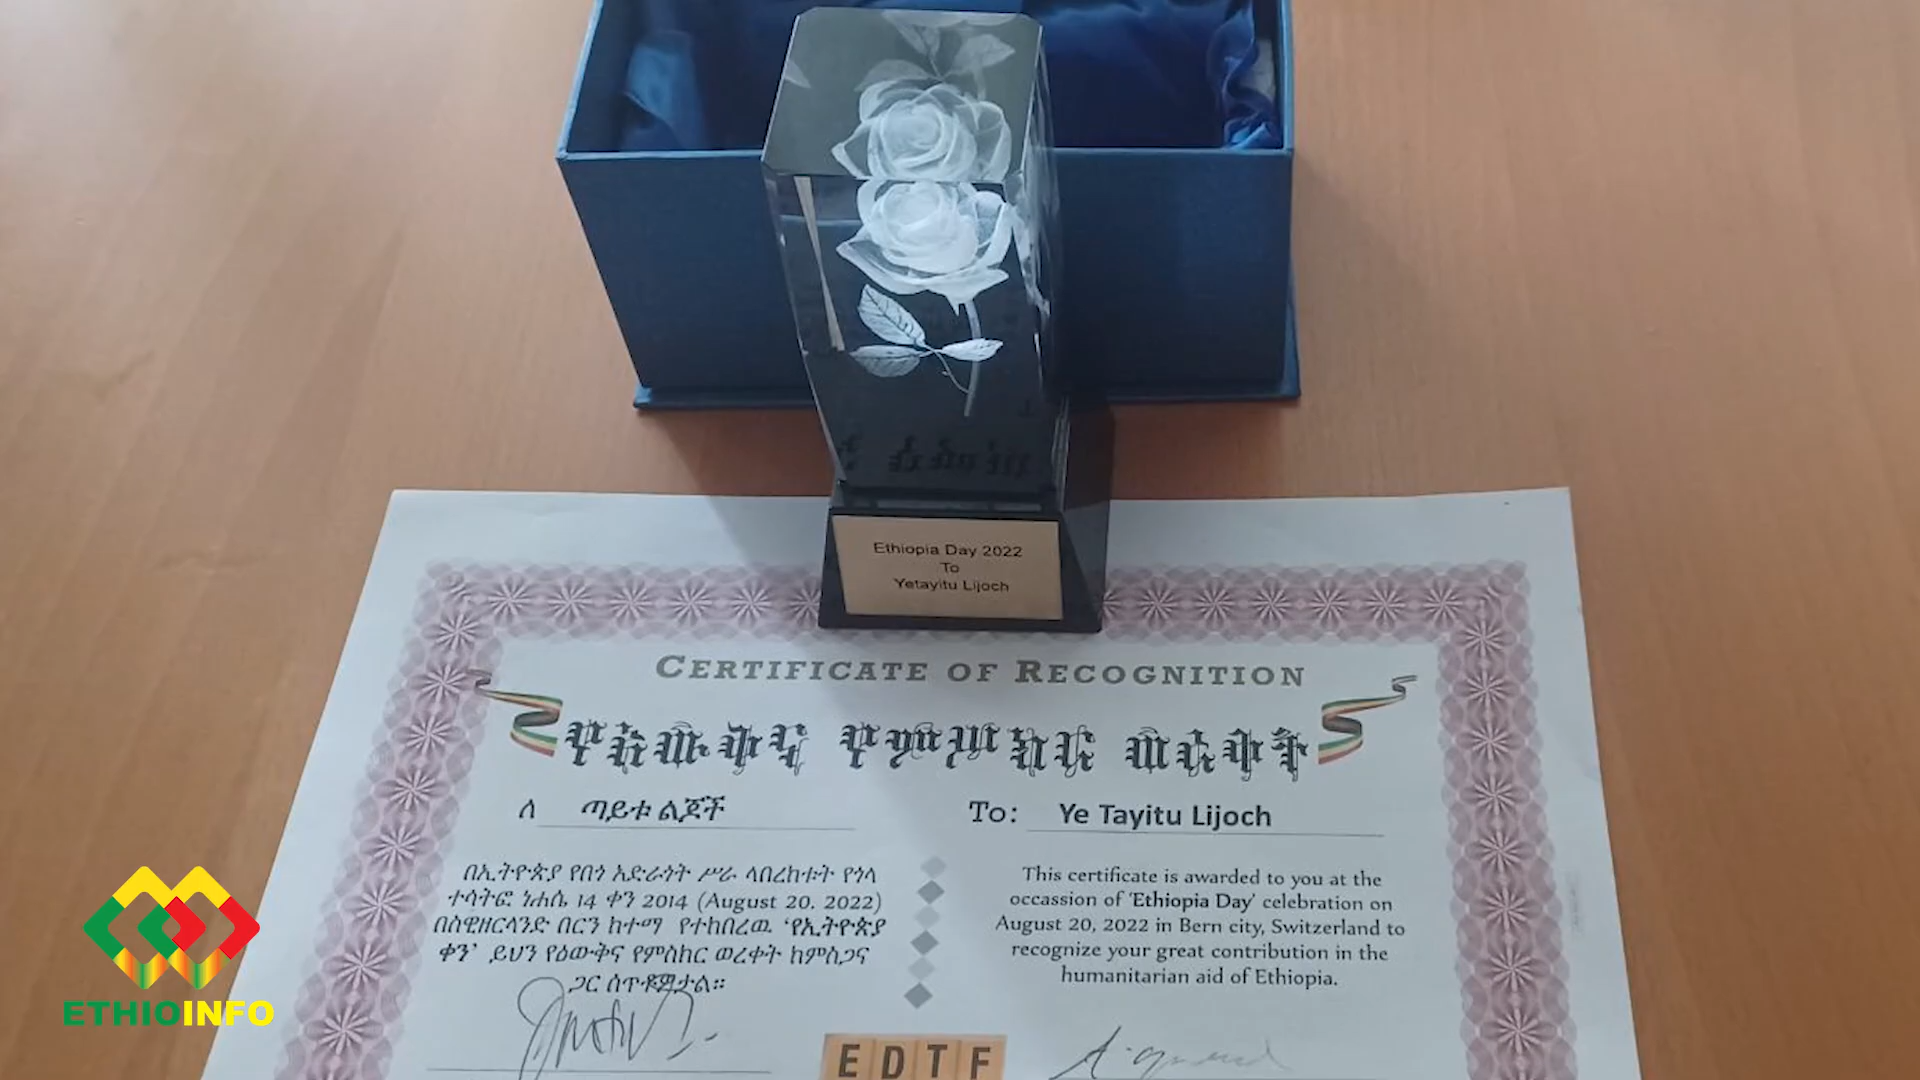 Ethiopia Day 2022
To
Yetayitu Lijoch
CERTIFICATE OF RECOGNITION
የእውቅና የምሥክር ወረቀት
ለ ጣይቱ ልጆች
በኢትዮጵያ የበጎ አድራጎት ሥራ ላበረከቱት የጎላ
ተሳትፎ ነሐሴ 14 ቀን 2014 (August 20. 2022)
በስዊዘርላንድ በርን ከተማ የተከበረዉ ‘የኢትዮጵያ
ቀን’ ይህን የዕውቅና የምስክር ወረቀት ከምስጋና
ጋር ሰጥቶዎታል።
To: Ye Tayitu Lijoch
This certificate is awarded to you at the
occassion of 'Ethiopia Day' celebration on
August 20, 2022 in Bern city, Switzerland to
recognize your great contribution in the
humanitarian aid of Ethiopia.
EDTF
ETHIOINFO